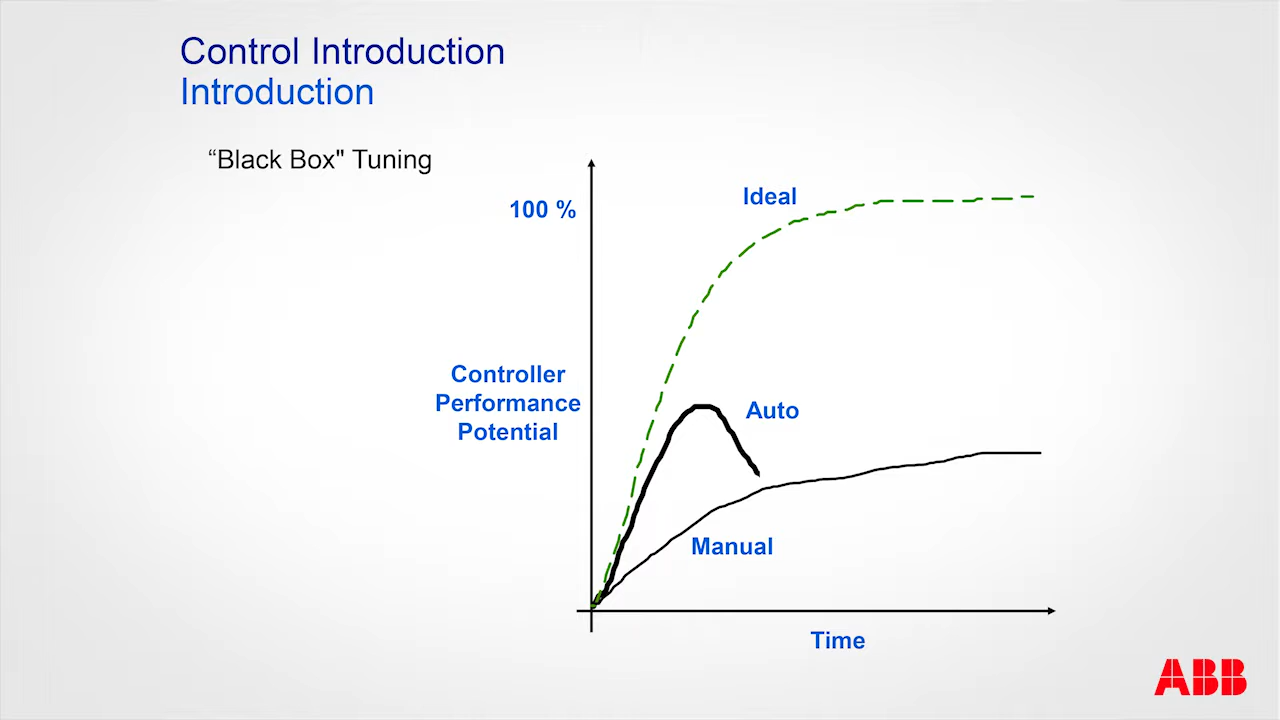 Control Introduction
Introduction
“Black Box" Tuning
100 %
Ideal
Controller
Performance
Potential
Auto
Manual
Time
ABB